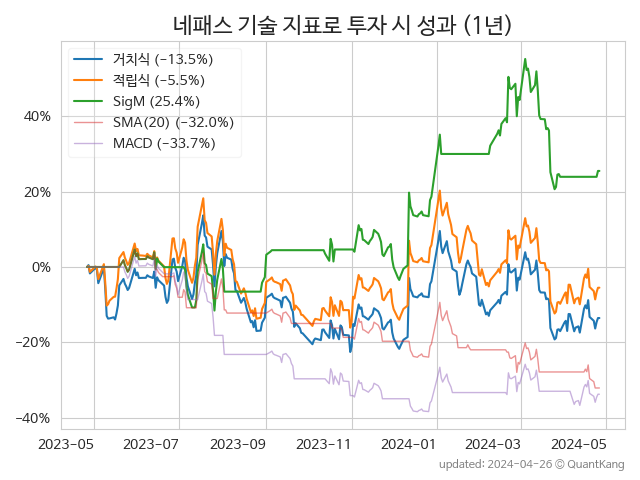 네패스 기술 지표로 투자 시 성과 (1년)
거치식 (−13.5%)
적립식 (−5.5%)
SigM (25.4%)
SMA(20) (−32.0%)
MACD (−33.7%)
40%
20%
0%
−20%
−40%
2023-05 2023-07 2023-09 2023-11 2024-01 2024-03 2024-05
updated: 2024-04-26 © QuantKang